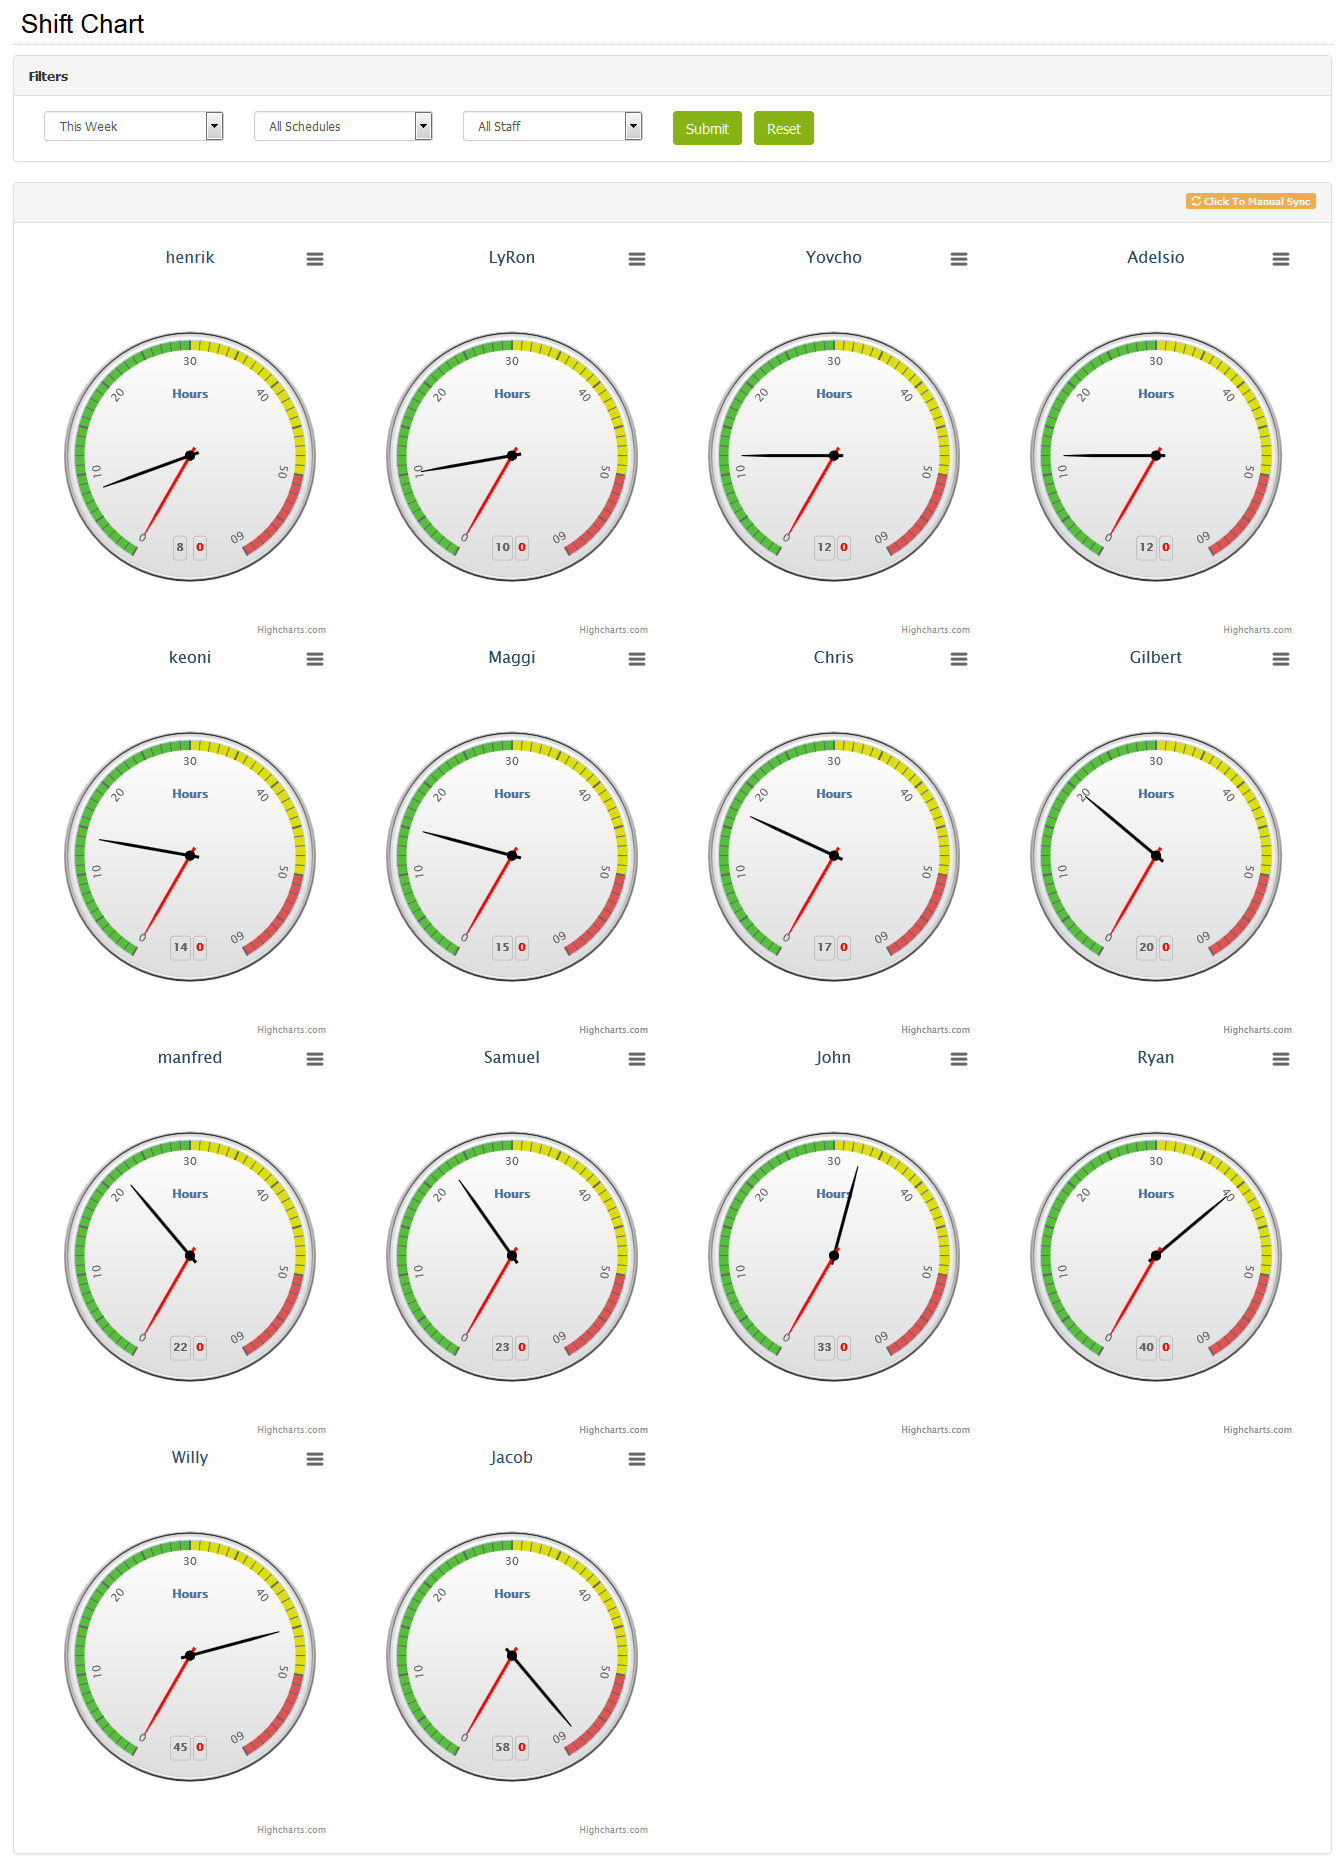 Shift Chart
Filters
This Week All Schedules All Staff Submit Reset
Click To Manual Sync
henrik LyRon Yovcho Adelsio
0 10 20 30 40 50 60 Hours 8 0
0 10 20 30 40 50 60 Hours 10 0
0 10 20 30 40 50 60 Hours 12 0
0 10 20 30 40 50 60 Hours 12 0
Highcharts.com Highcharts.com Highcharts.com Highcharts.com
keoni Maggi Chris Gilbert
0 10 20 30 40 50 60 Hours 14 0
0 10 20 30 40 50 60 Hours 15 0
0 10 20 30 40 50 60 Hours 17 0
0 10 20 30 40 50 60 Hours 20 0
Highcharts.com Highcharts.com Highcharts.com Highcharts.com
manfred Samuel John Ryan
0 10 20 30 40 50 60 Hours 22 0
0 10 20 30 40 50 60 Hours 23 0
0 10 20 30 40 50 60 Hours 33 0
0 10 20 30 40 50 60 Hours 40 0
Highcharts.com Highcharts.com Highcharts.com Highcharts.com
Willy Jacob
0 10 20 30 40 50 60 Hours 45 0
0 10 20 30 40 50 60 Hours 58 0
Highcharts.com Highcharts.com